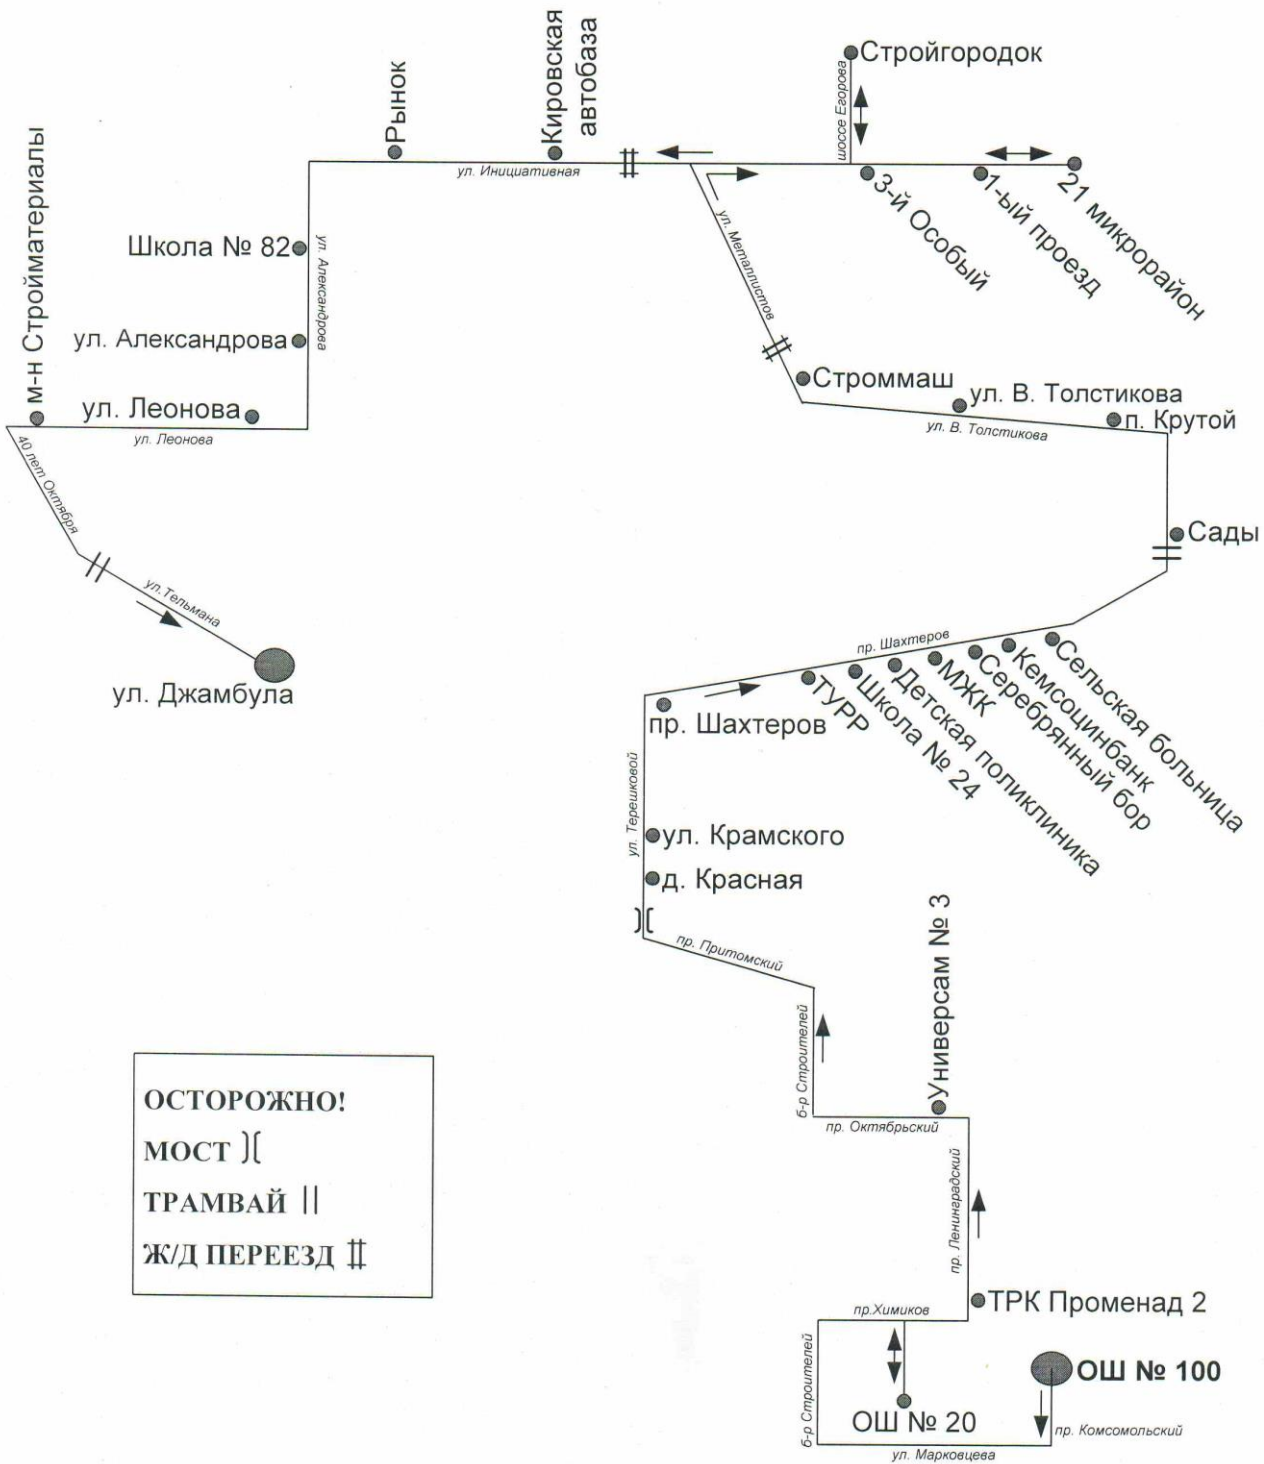 Стройгородок
шоссе Егорова
Кировская
автобаза
Рынок
ул. Инициативная
3-й Особый
1-ый проезд
21 микрорайон
м-н Стройматериалы
Школа № 82
ул. Александрова
ул. Александрова
ул. Леонова
ул. Леонова
40 лет Октября
ул.Тельмана
ул. Джамбула
ул. Металлистов
Строммаш
ул. В. Толстикова
ул. В. Толстикова
п. Крутой
Сады
пр. Шахтеров
пр. Шахтеров
ТУРР
Школа № 24
Детская поликлиника
МЖК
Серебрянный бор
Кемсоцинбанк
Сельская больница
ул. Терешковой
ул. Крамского
д. Красная
пр. Притомский
б-р Строителей
Универсам № 3
пр. Октябрьский
пр. Ленинградский
ТРК Променад 2
пр.Химиков
б-р Строителей
ОШ № 20
ОШ № 100
пр. Комсомольский
ул. Марковцева
ОСТОРОЖНО!
МОСТ
ТРАМВАЙ
Ж/Д ПЕРЕЕЗД